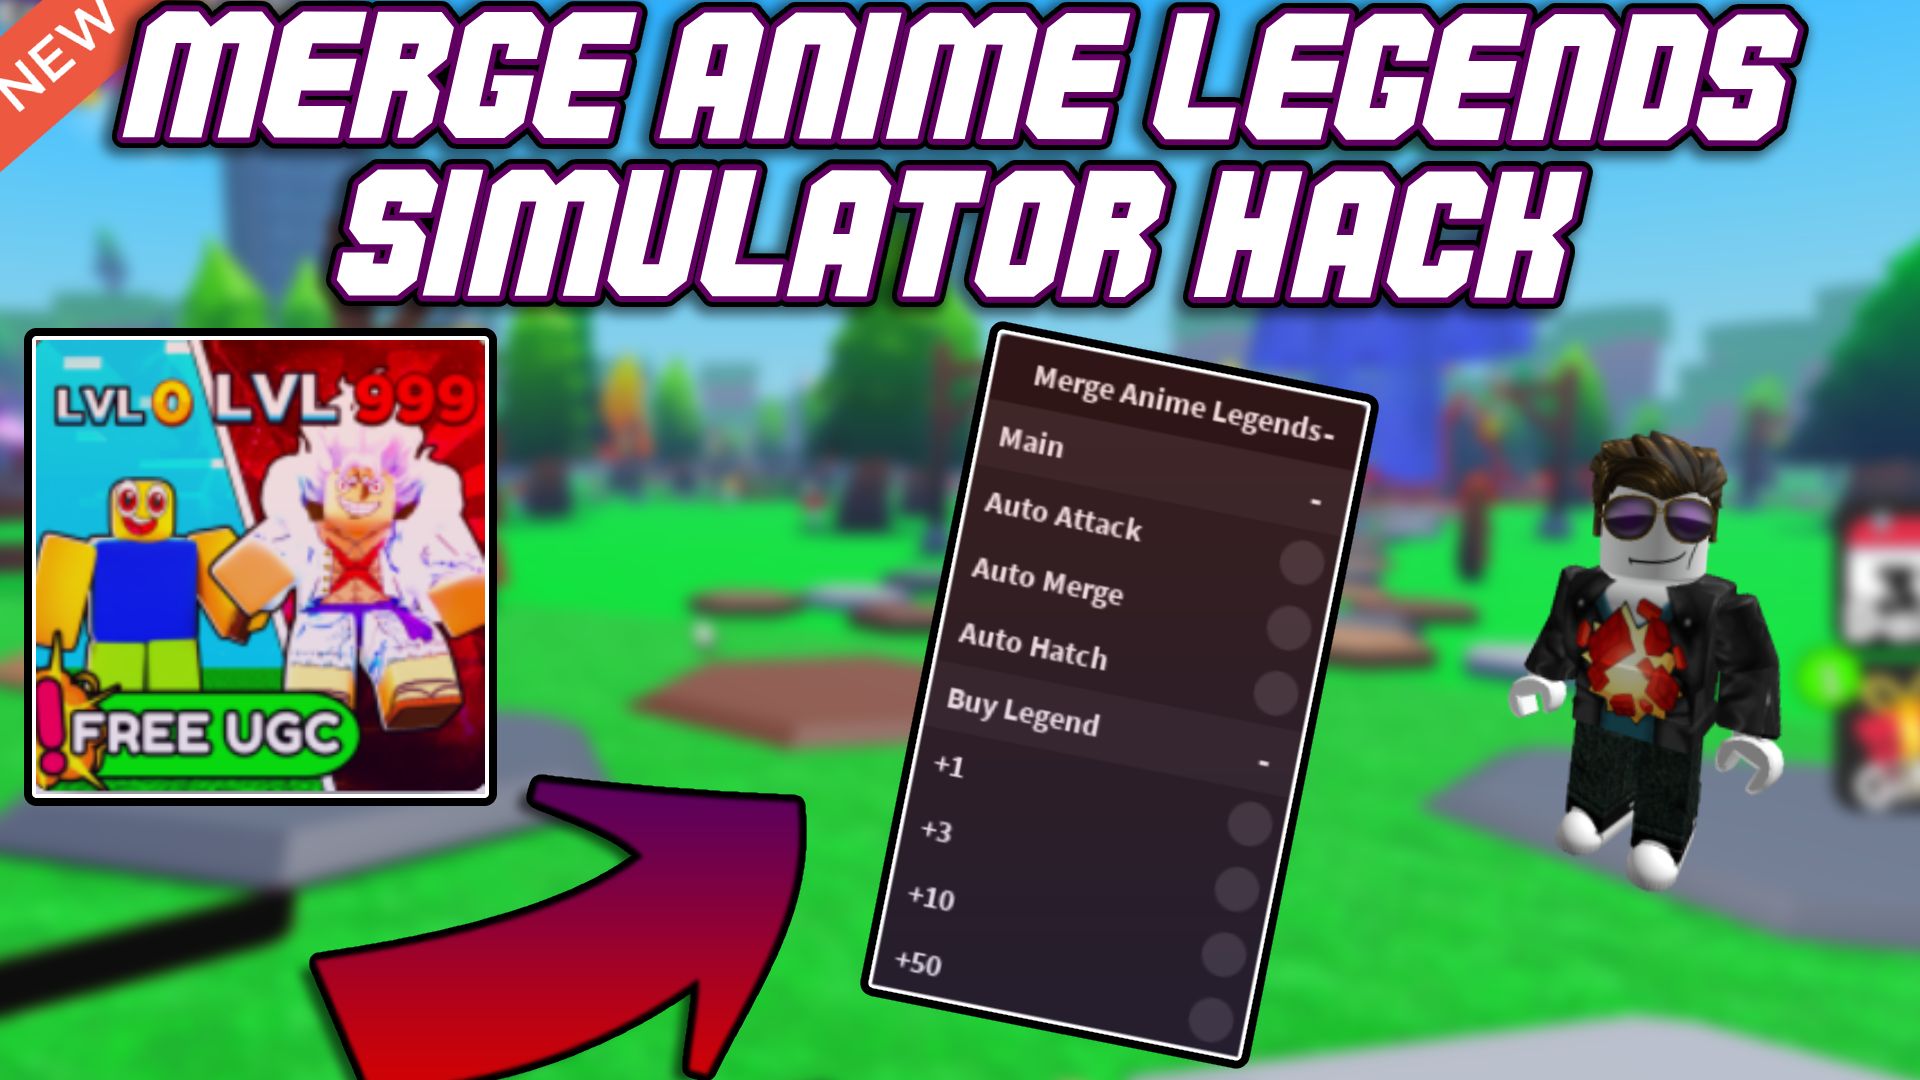 NEW
MERGE ANIME LEGENDS
SIMULATOR HACK
LVL 0
LVL 999
FREE UGC
Merge Anime Legends-
Main -
Auto Attack
Auto Merge
Auto Hatch
Buy Legend -
+1
+3
+10
+50